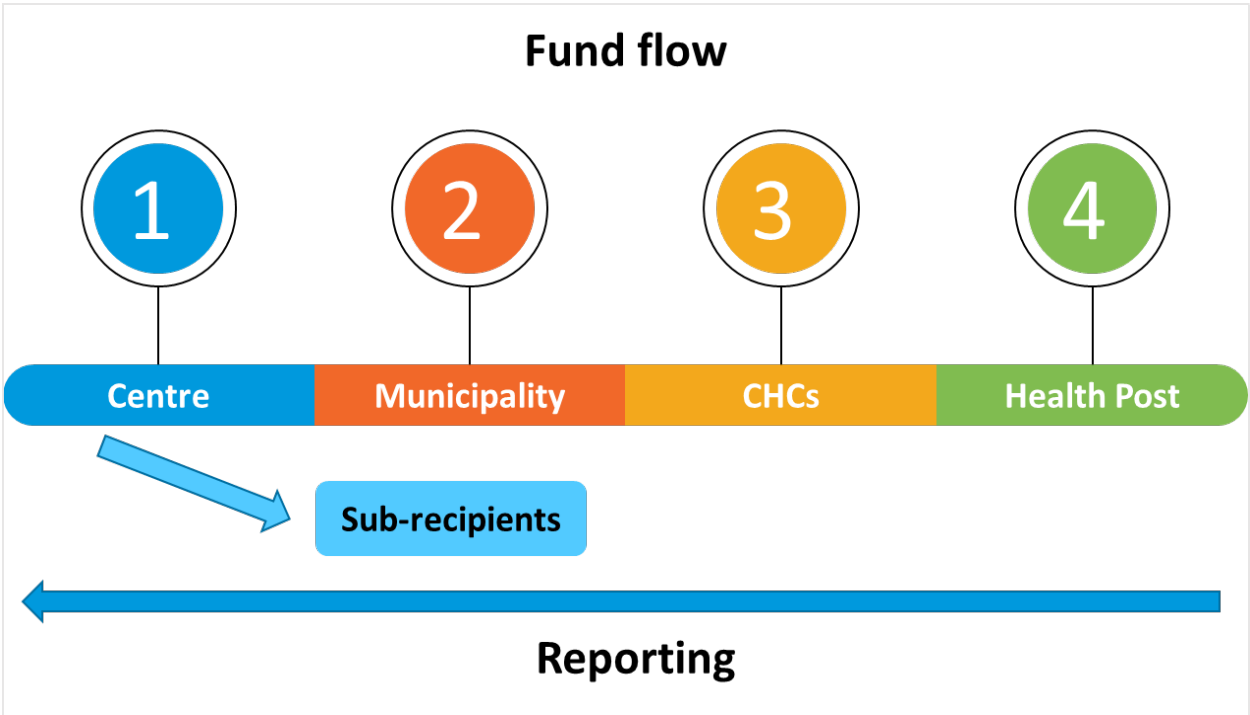 Fund flow
1
2
3
4
Centre
Municipality
CHCs
Health Post
Sub-recipients
Reporting